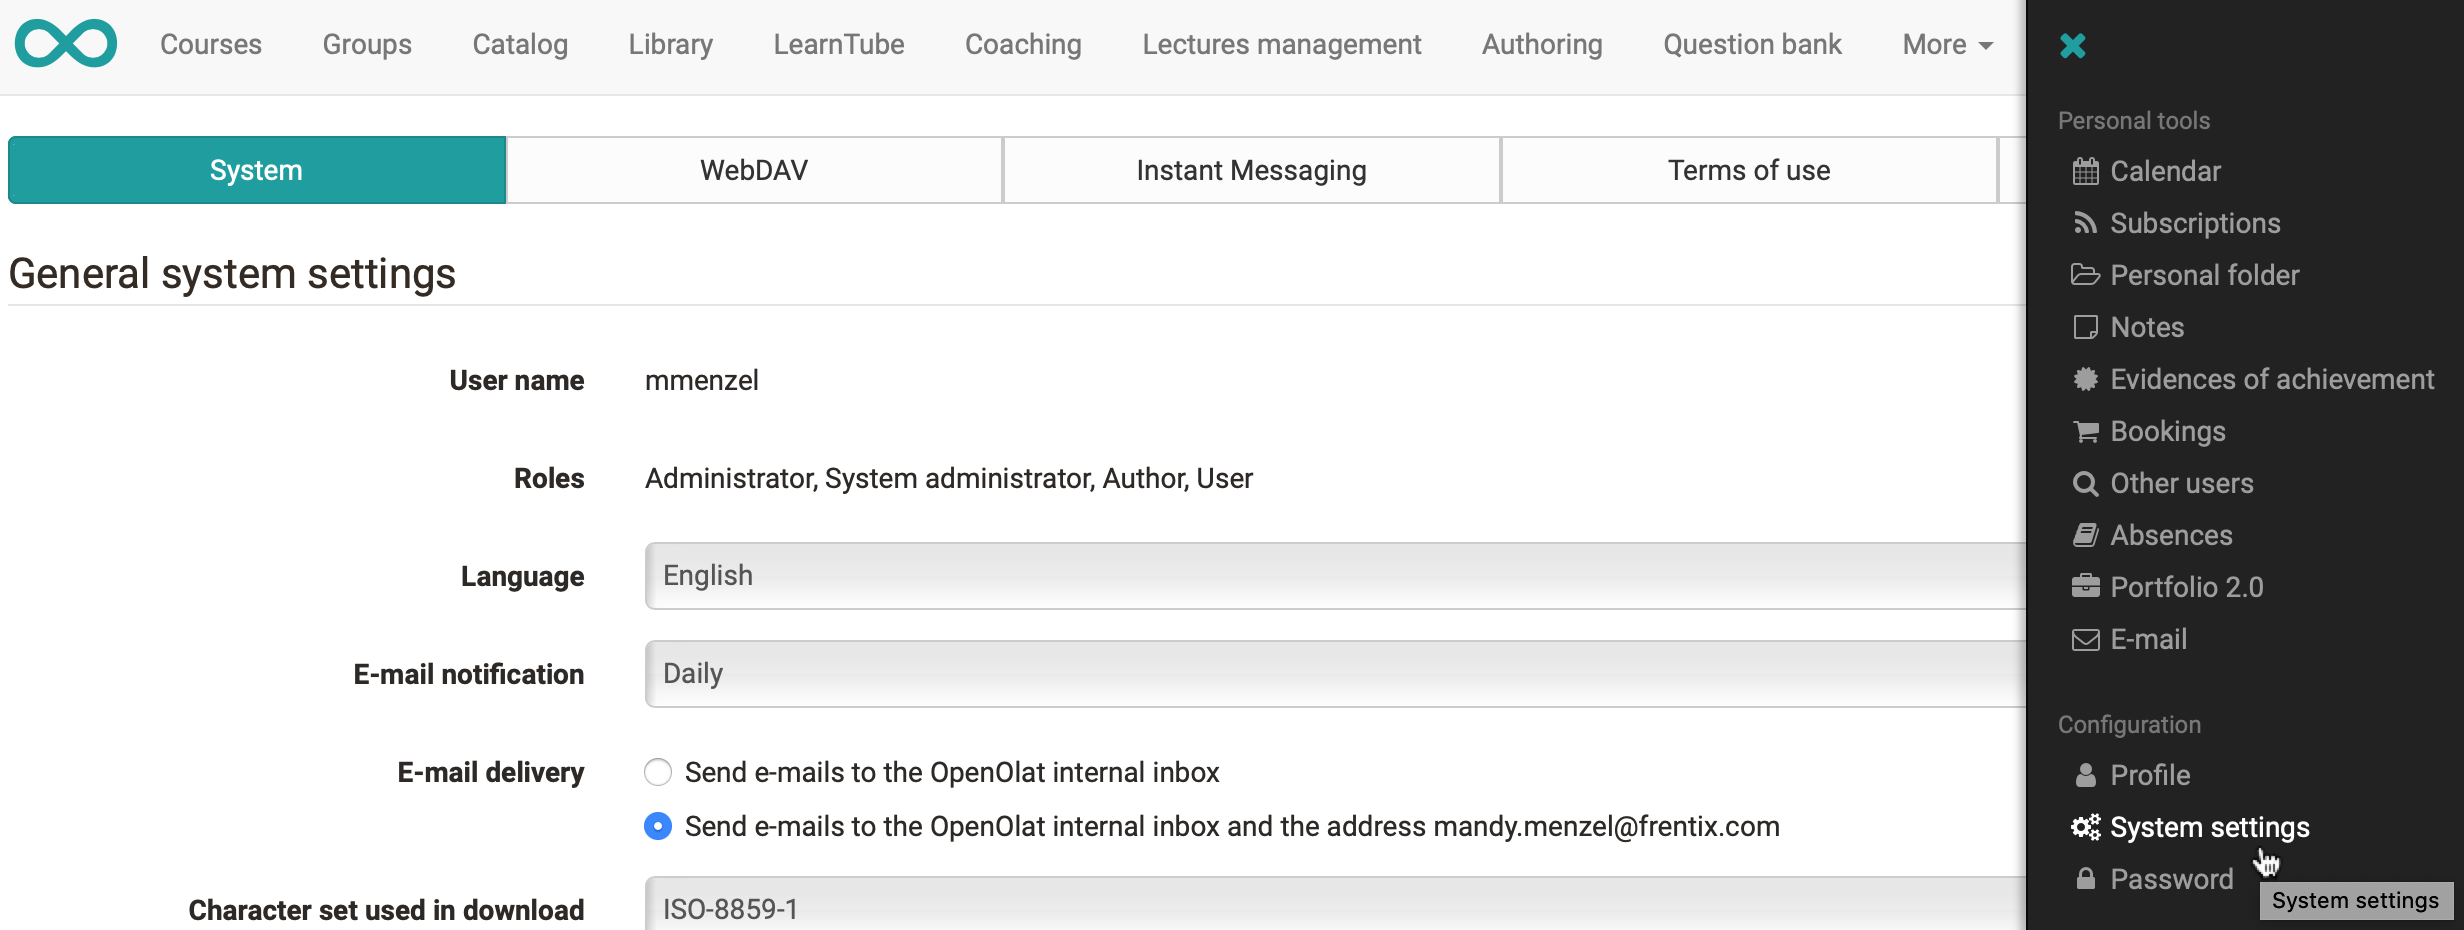 Courses Groups Catalog Library LearnTube Coaching Lectures management Authoring Question bank More
System WebDAV Instant Messaging Terms of use
General system settings
User name mmenzel
Roles Administrator, System administrator, Author, User
Language English
E-mail notification Daily
E-mail delivery Send e-mails to the OpenOlat internal inbox
Send e-mails to the OpenOlat internal inbox and the address mandy.menzel@frentix.com
Character set used in download ISO-8859-1
Personal tools
Calendar
Subscriptions
Personal folder
Notes
Evidences of achievement
Bookings
Other users
Absences
Portfolio 2.0
E-mail
Configuration
Profile
System settings
Password
System settings